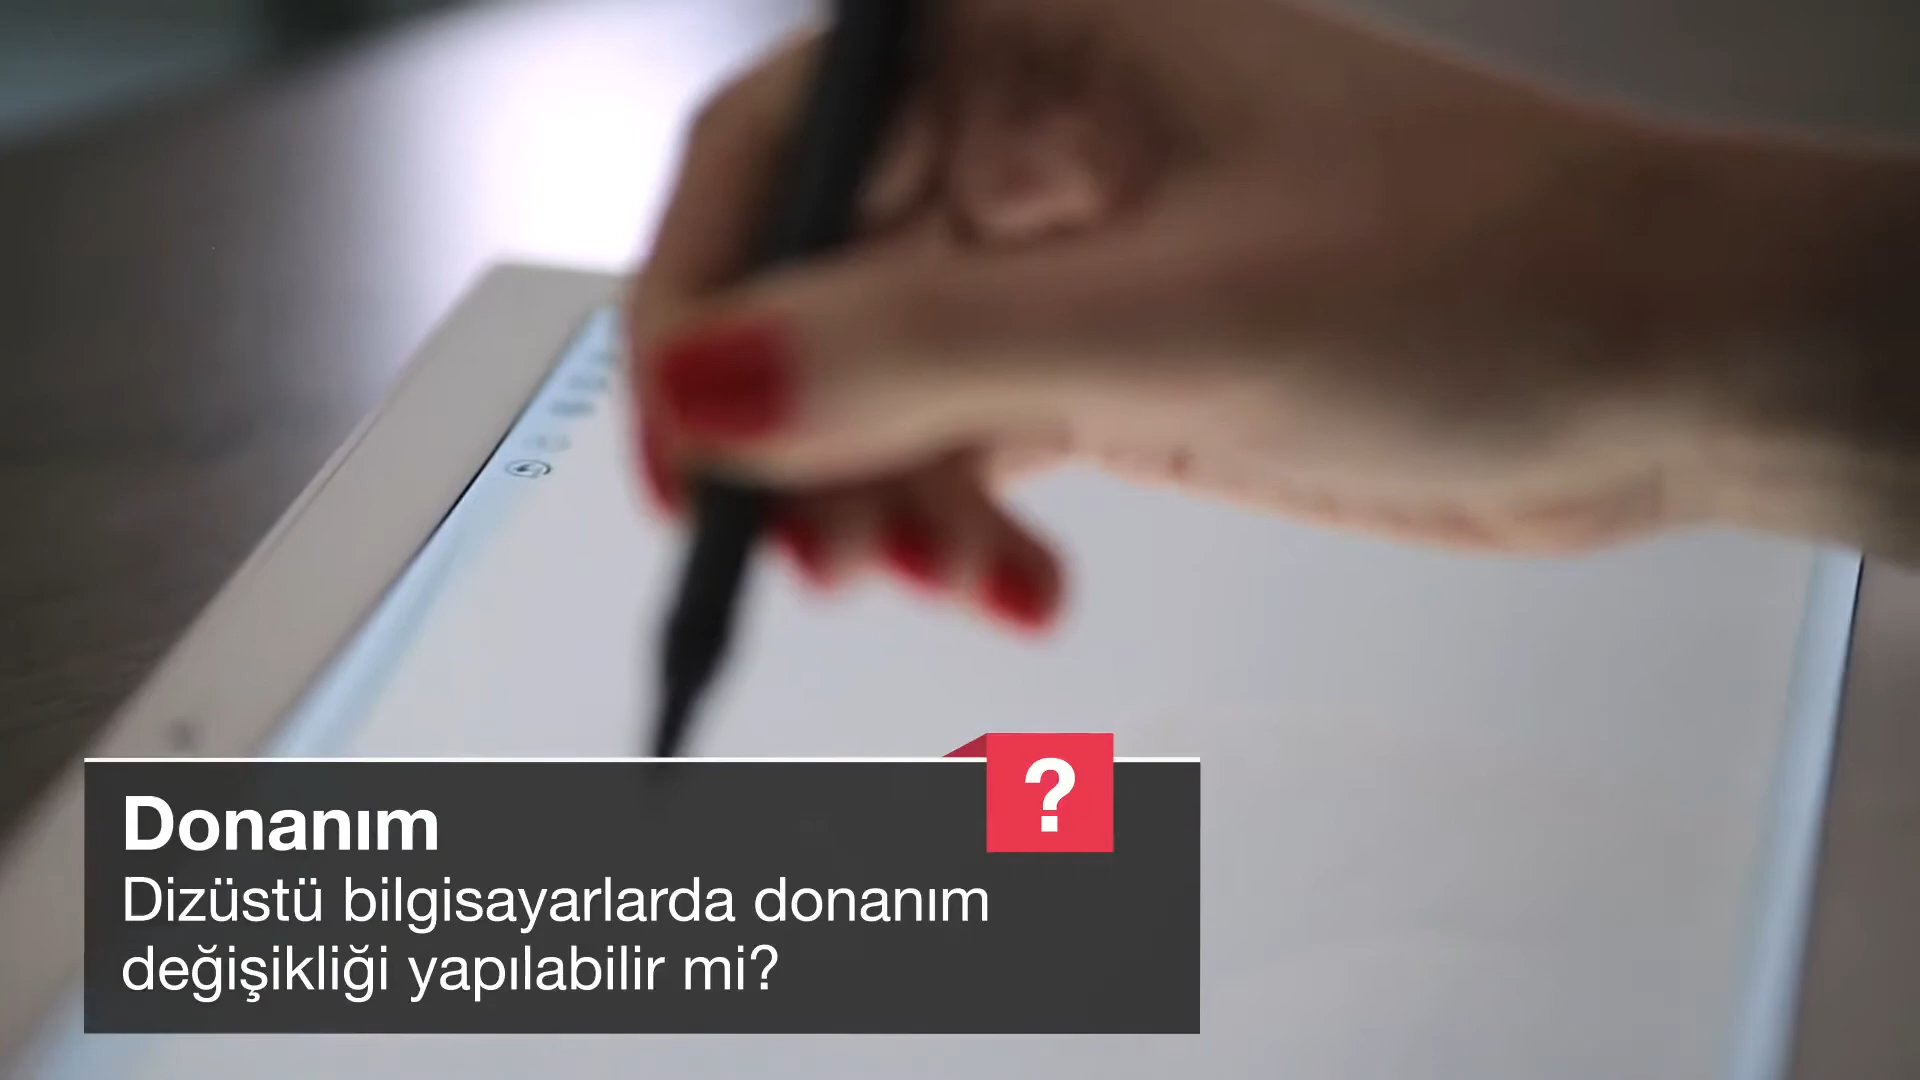 ?
Donanım
Dizüstü bilgisayarlarda donanım
değişikliği yapılabilir mi?